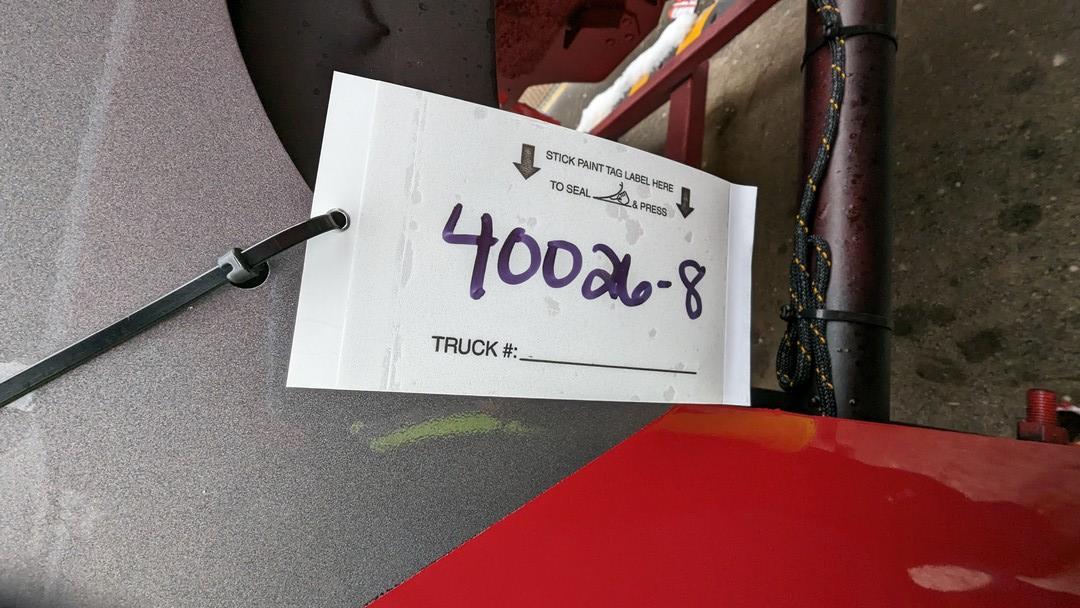 STICK PAINT TAG LABEL HERE
TO SEAL & PRESS
40026-8
TRUCK #: